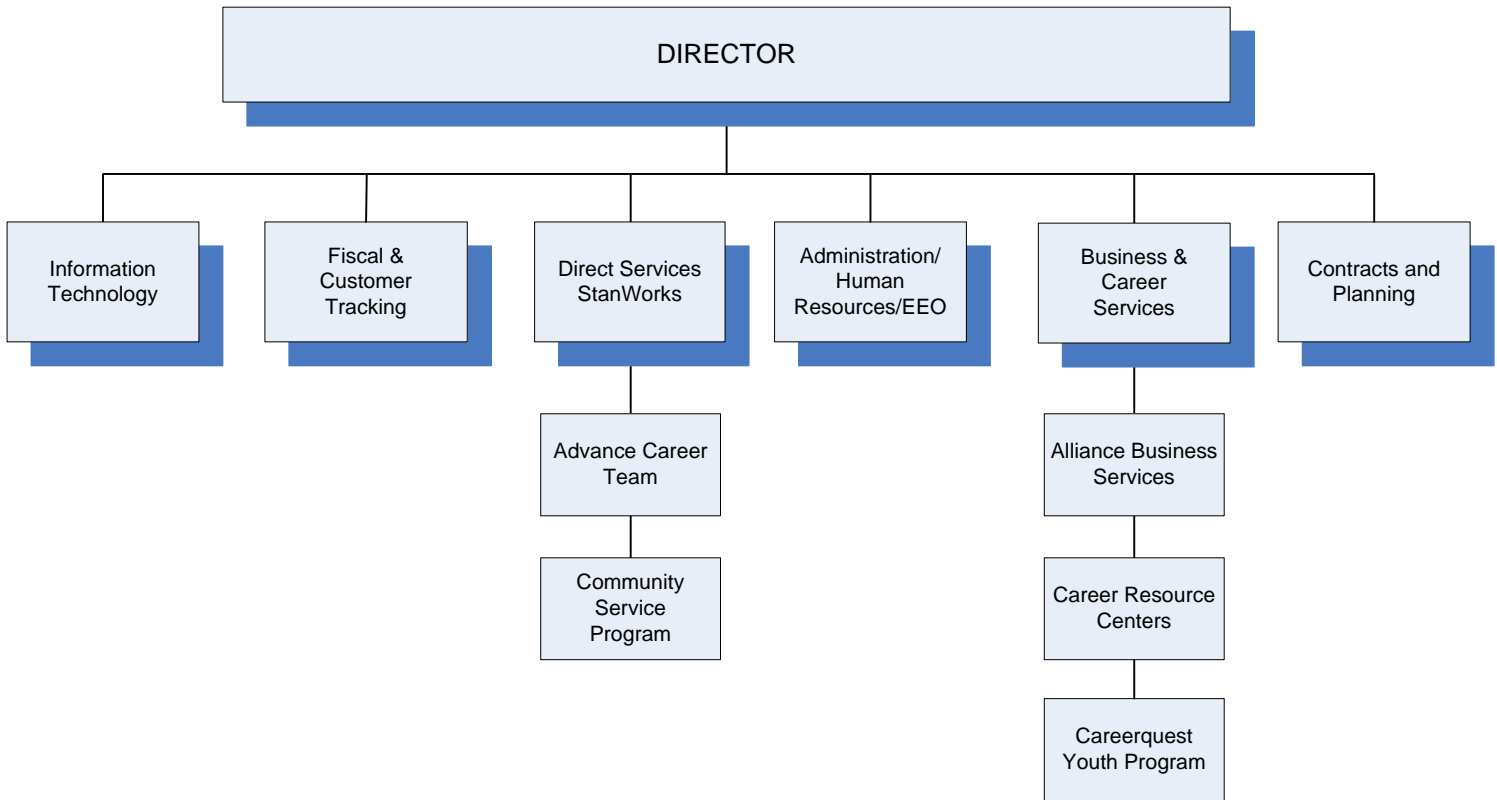 DIRECTOR
Information
Technology
Fiscal &
Customer
Tracking
Direct Services
StanWorks
Administration/
Human
Resources/EEO
Business &
Career
Services
Contracts and
Planning
Advance Career
Team
Alliance Business
Services
Community
Service
Program
Career Resource
Centers
Careerquest
Youth Program